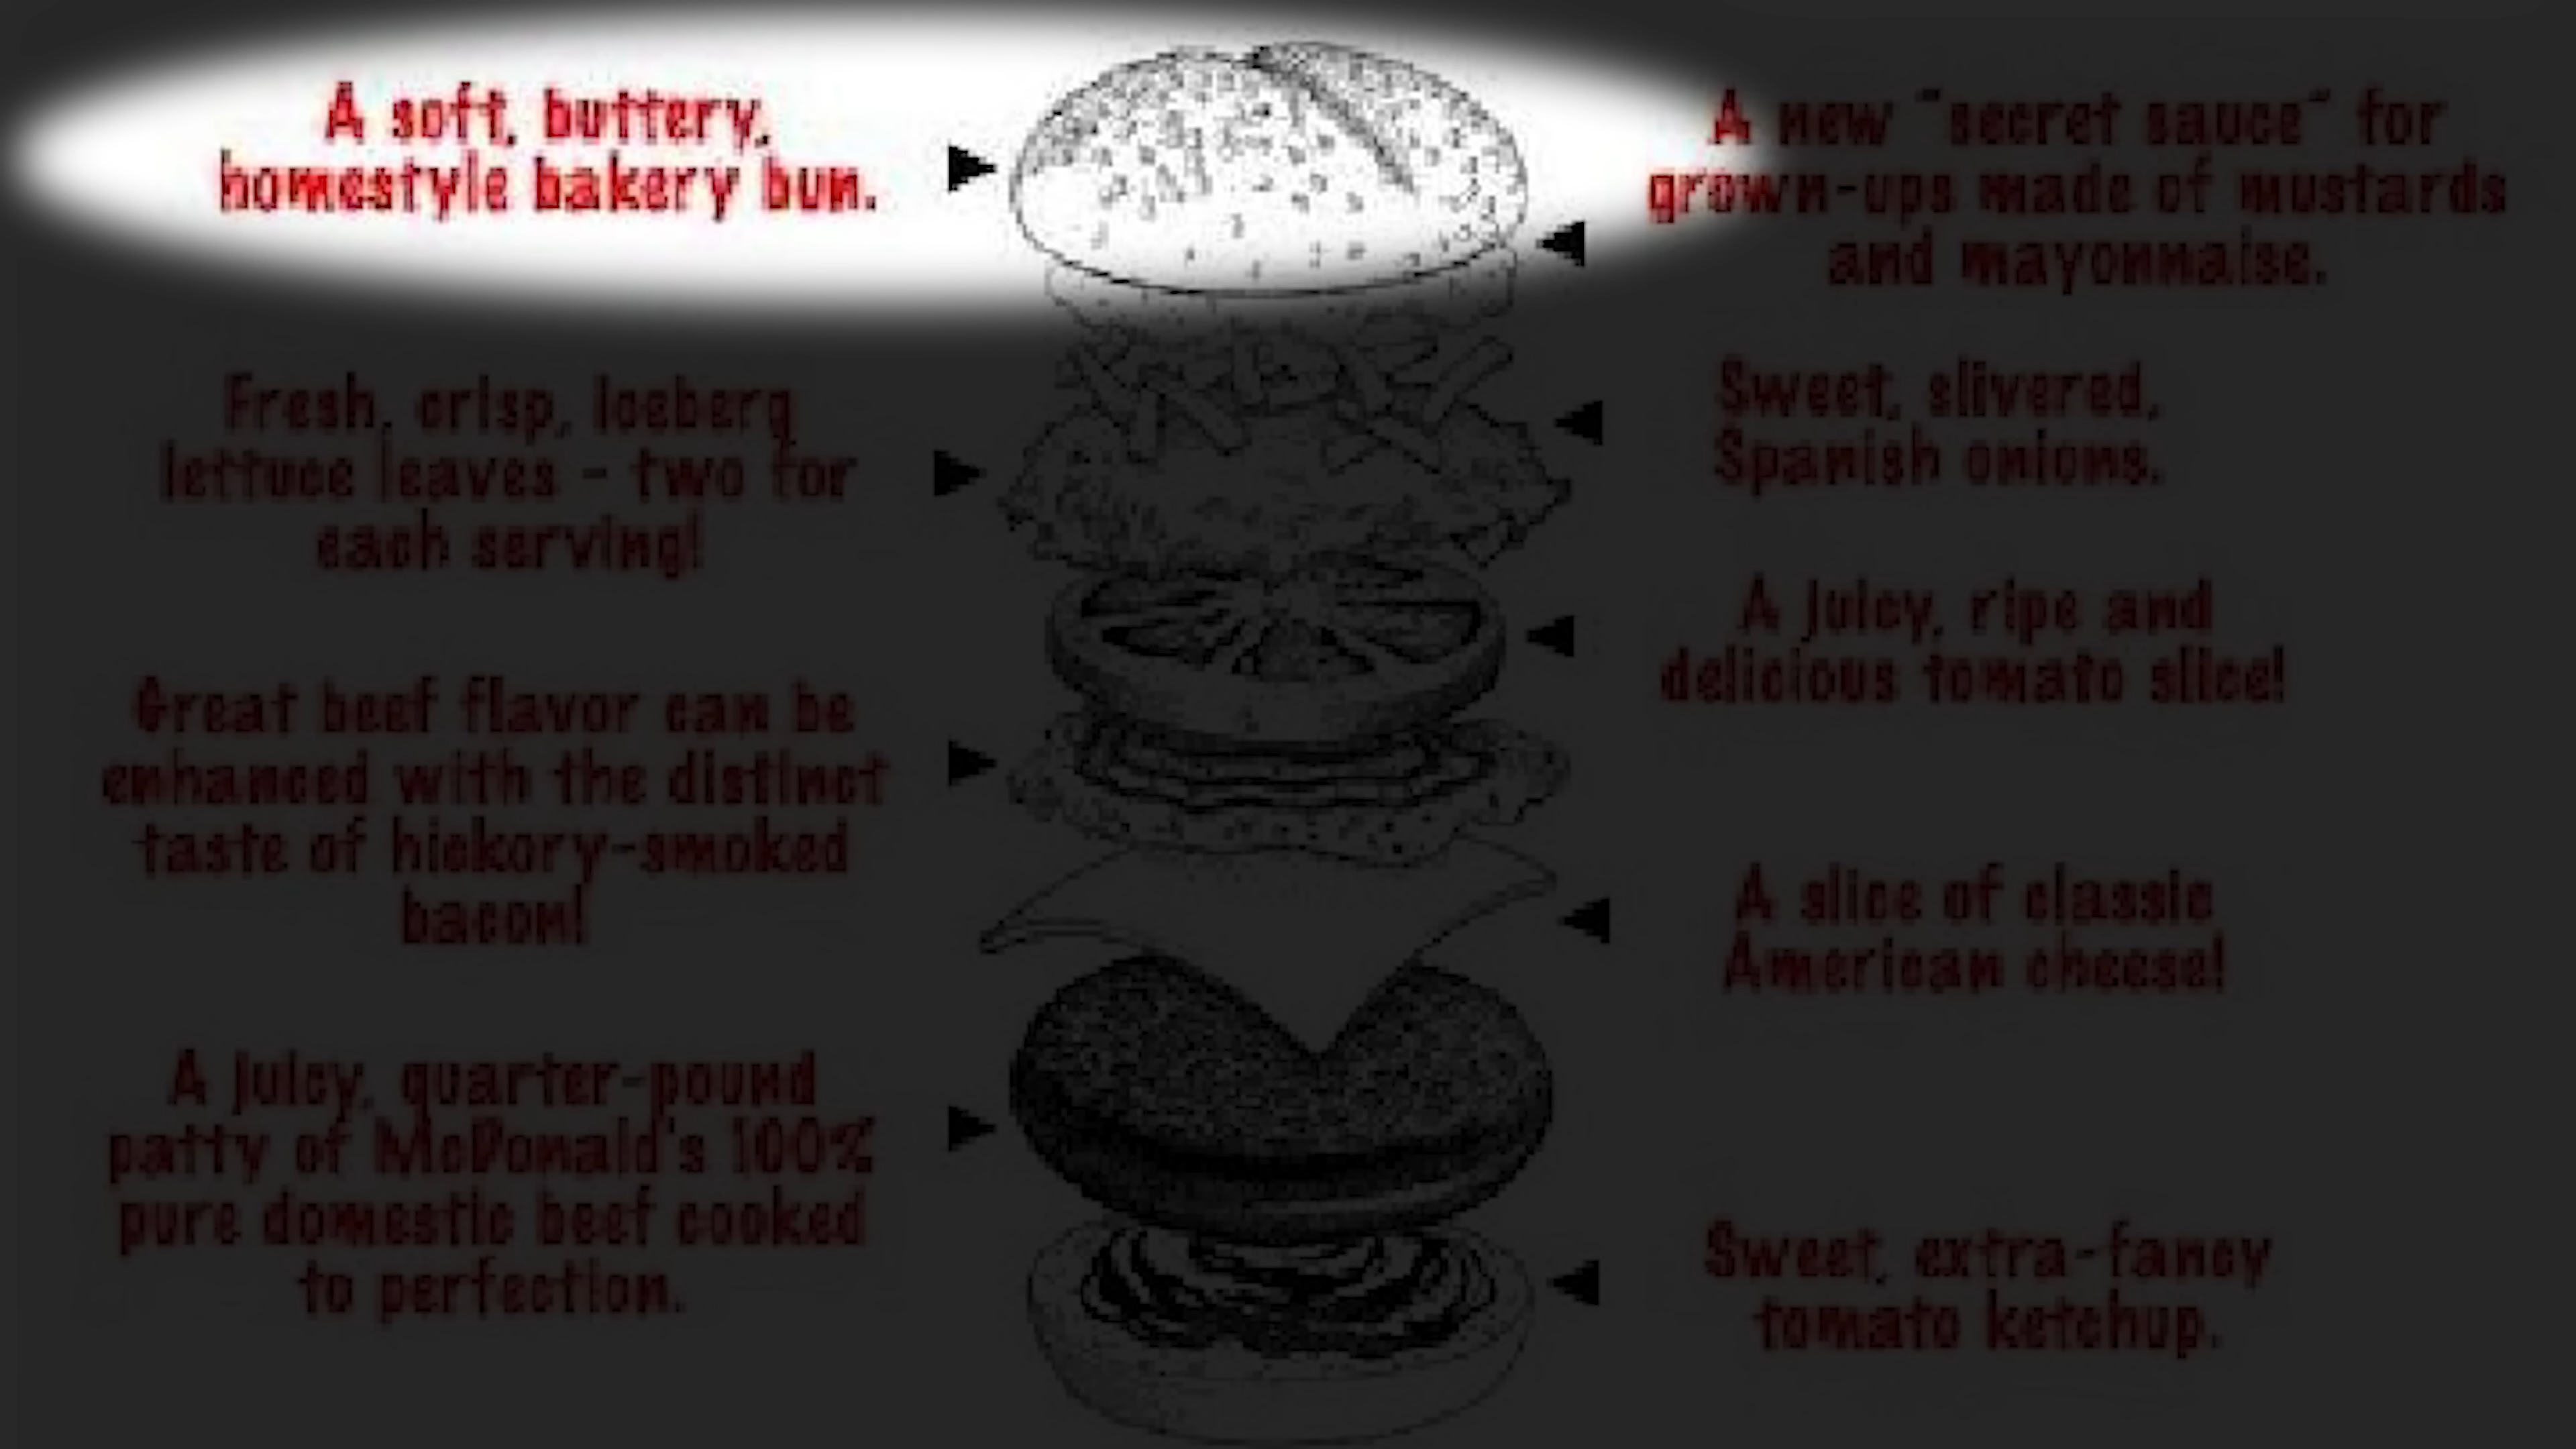 A soft, buttery,
homestyle bakery bun.
A new "secret sauce" for
grown-ups made of mustards
and mayonnaise.
Fresh, crisp, Iceberg
lettuce leaves - two for
each serving!
Sweet, slivered,
Spanish onions.
A juicy, ripe and
delicious tomato slice!
Great beef flavor can be
enhanced with the distinct
taste of hickory-smoked
bacon!
A slice of classic
American cheese!
A juicy, quarter-pound
patty of McDonald's 100%
pure domestic beef cooked
to perfection.
Sweet, extra-fancy
tomato ketchup.